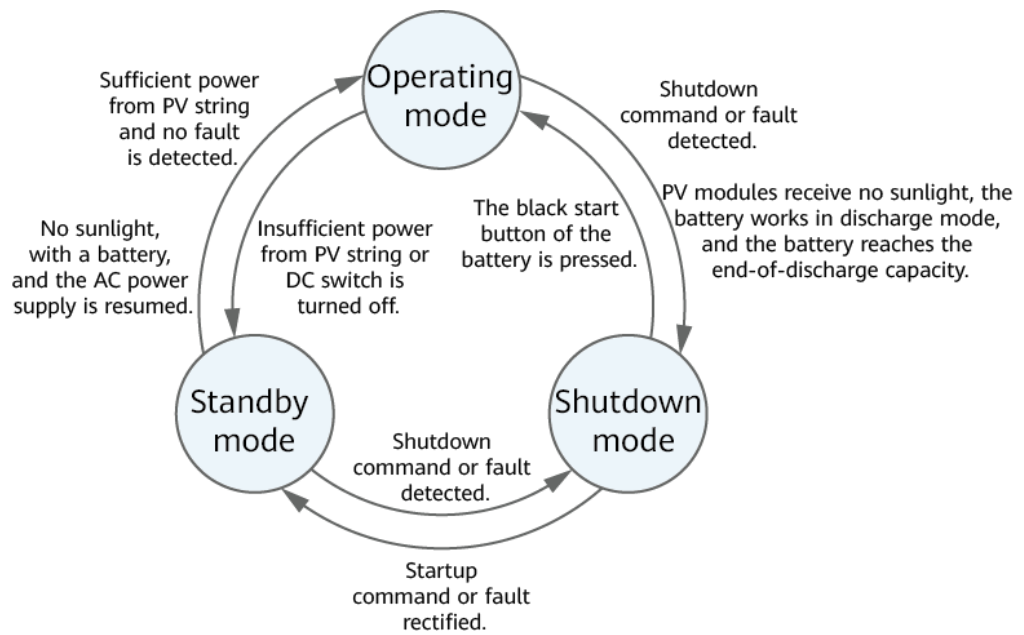 Operating
mode
Sufficient power
from PV string
and no fault
is detected.
Shutdown
command or fault
detected.
No sunlight,
with a battery,
and the AC power
supply is resumed.
Insufficient power
from PV string or
DC switch is
turned off.
The black start
button of the
battery is pressed.
PV modules receive no sunlight, the
battery works in discharge mode,
and the battery reaches the
end-of-discharge capacity.
Standby
mode
Shutdown
mode
Shutdown
command or fault
detected.
Startup
command or fault
rectified.